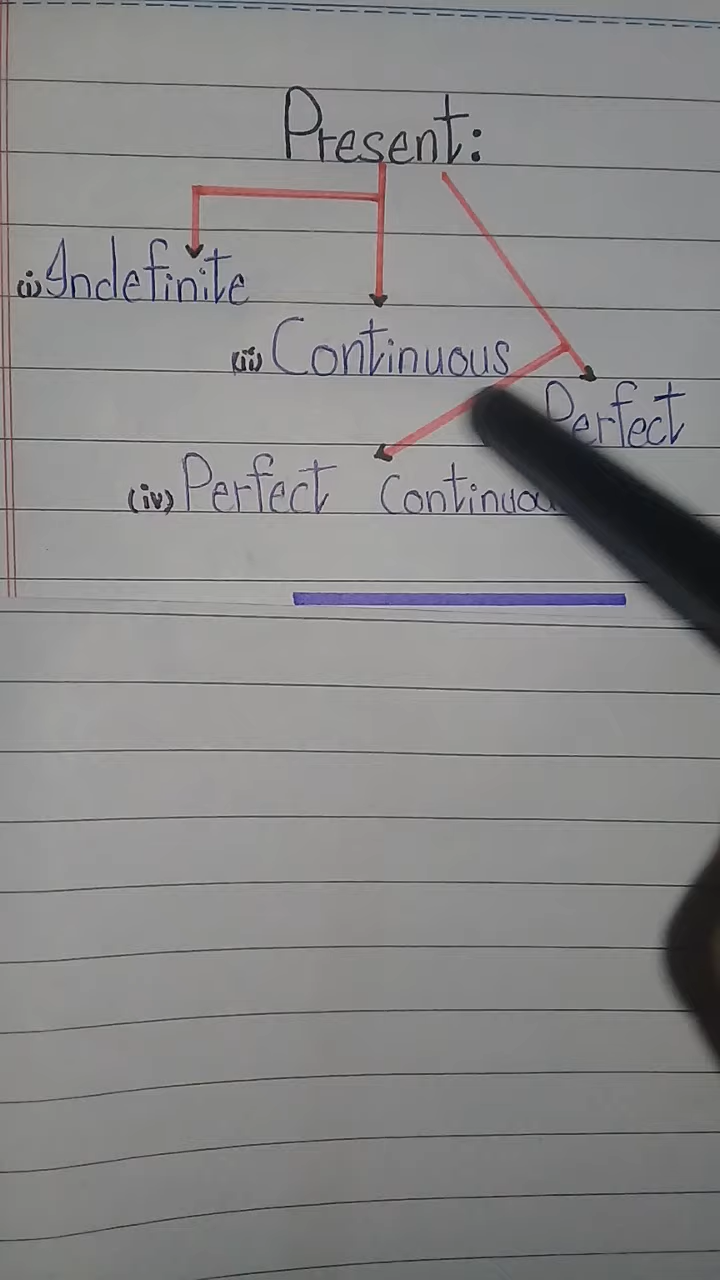 Present:
(i) Indefinite
(ii) Continuous
Perfect
(iv) Perfect